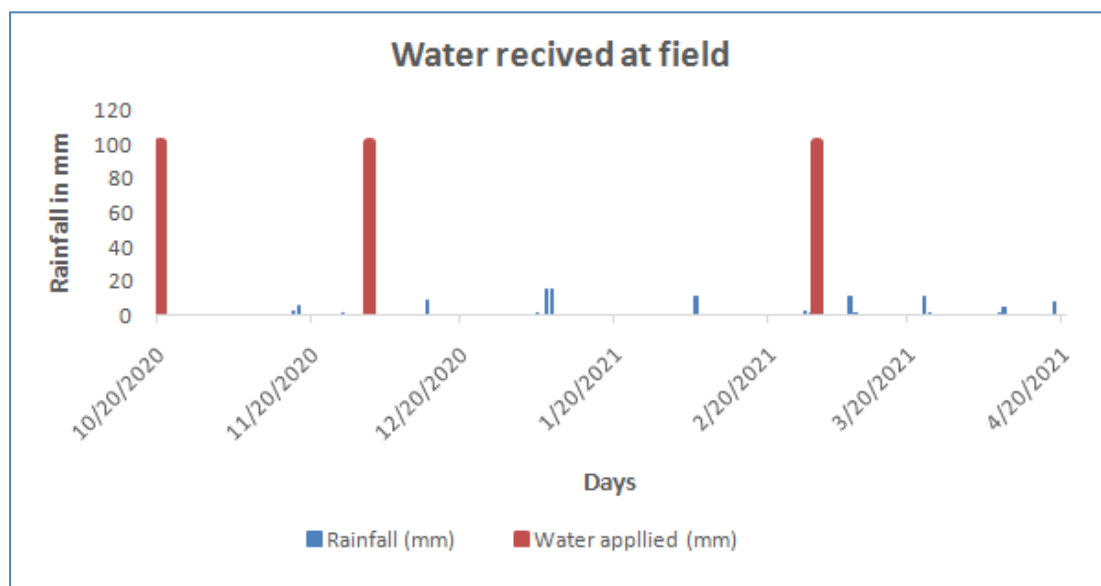 Water recived at field
Rainfall in mm
120
100
80
60
40
20
0
10/20/2020
11/20/2020
12/20/2020
1/20/2021
2/20/2021
3/20/2021
4/20/2021
Days
Rainfall (mm)
Water appllied (mm)